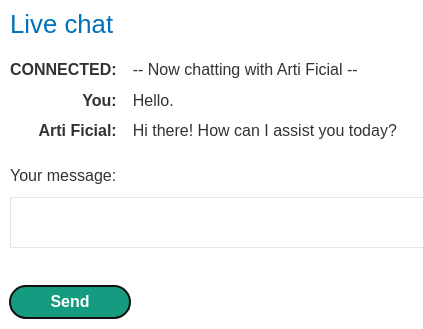 Live chat
CONNECTED: -- Now chatting with Arti Ficial --
You: Hello.
Arti Ficial: Hi there! How can I assist you today?
Your message:
Send